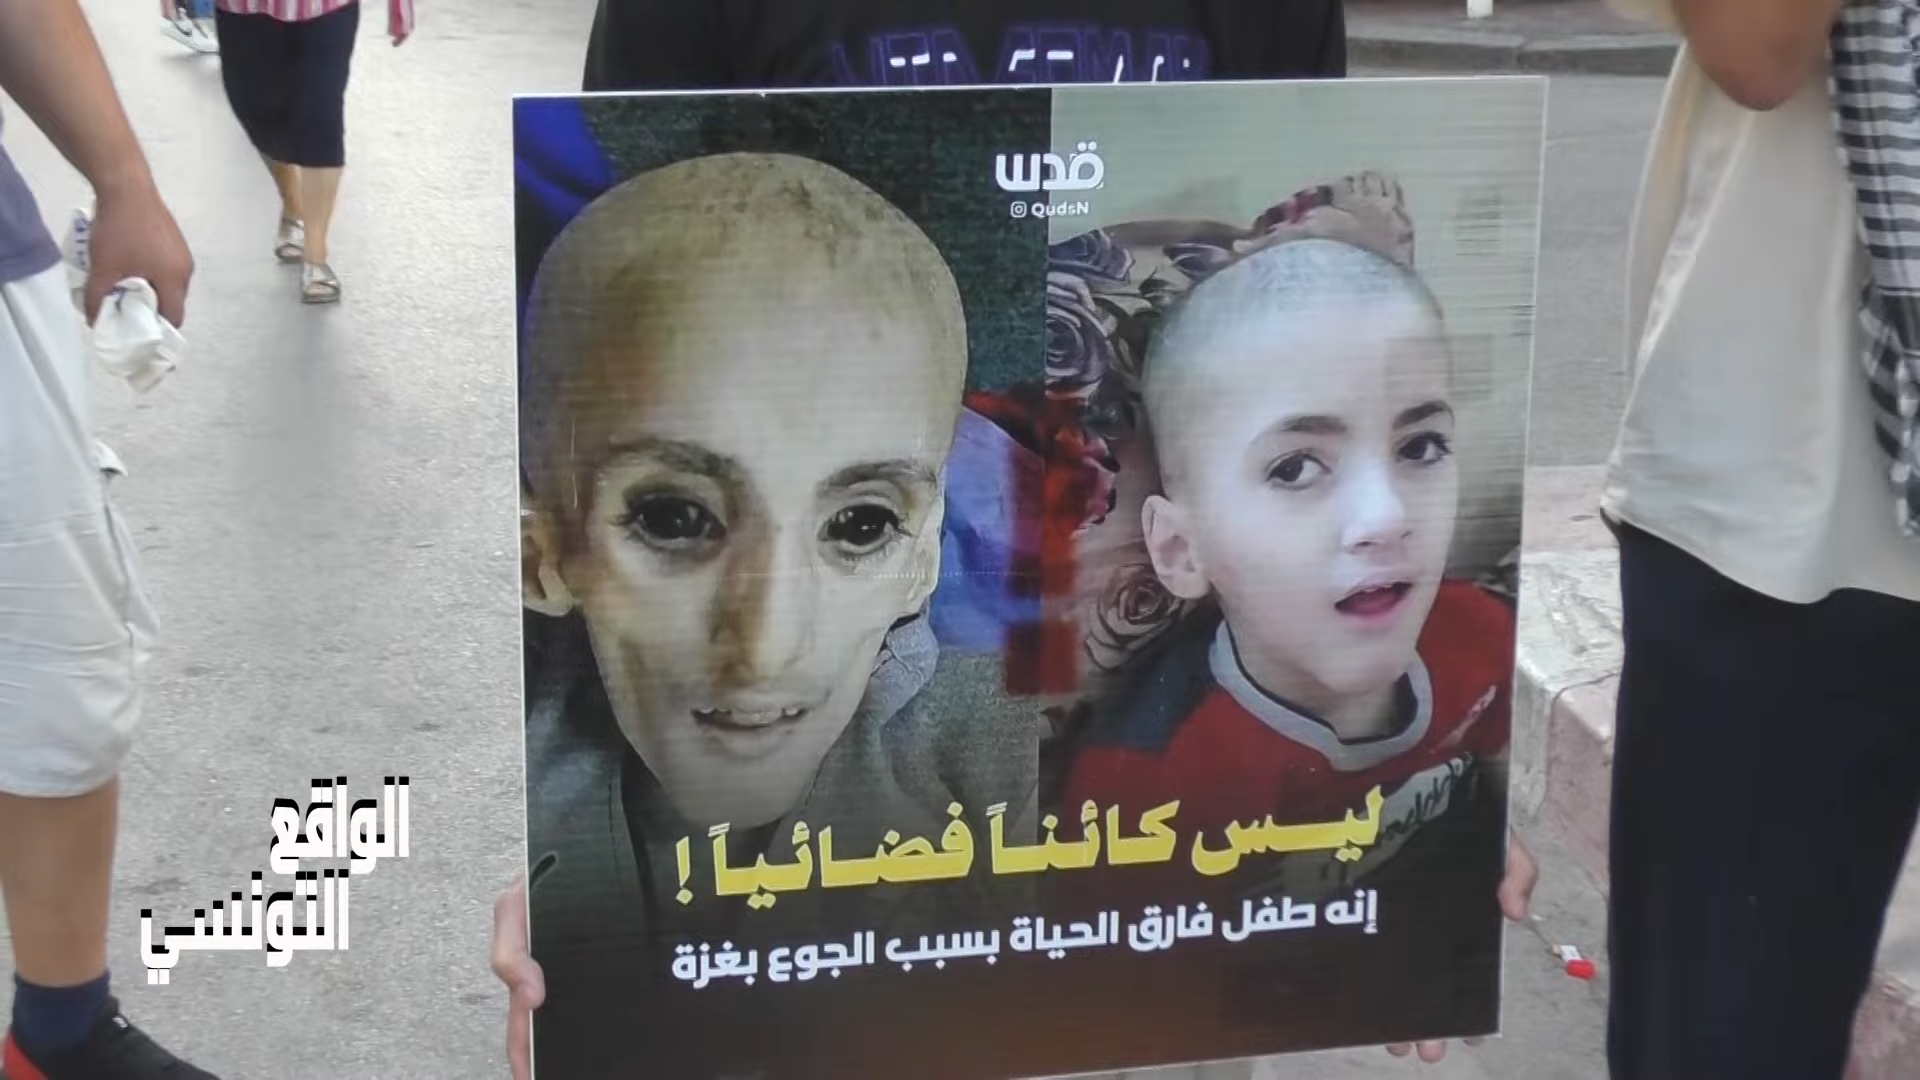 قدس
QudsN
ليس كائناً فضائياً !
إنه طفل فارق الحياة بسبب الجوع بغزة
الواقع
التونسي